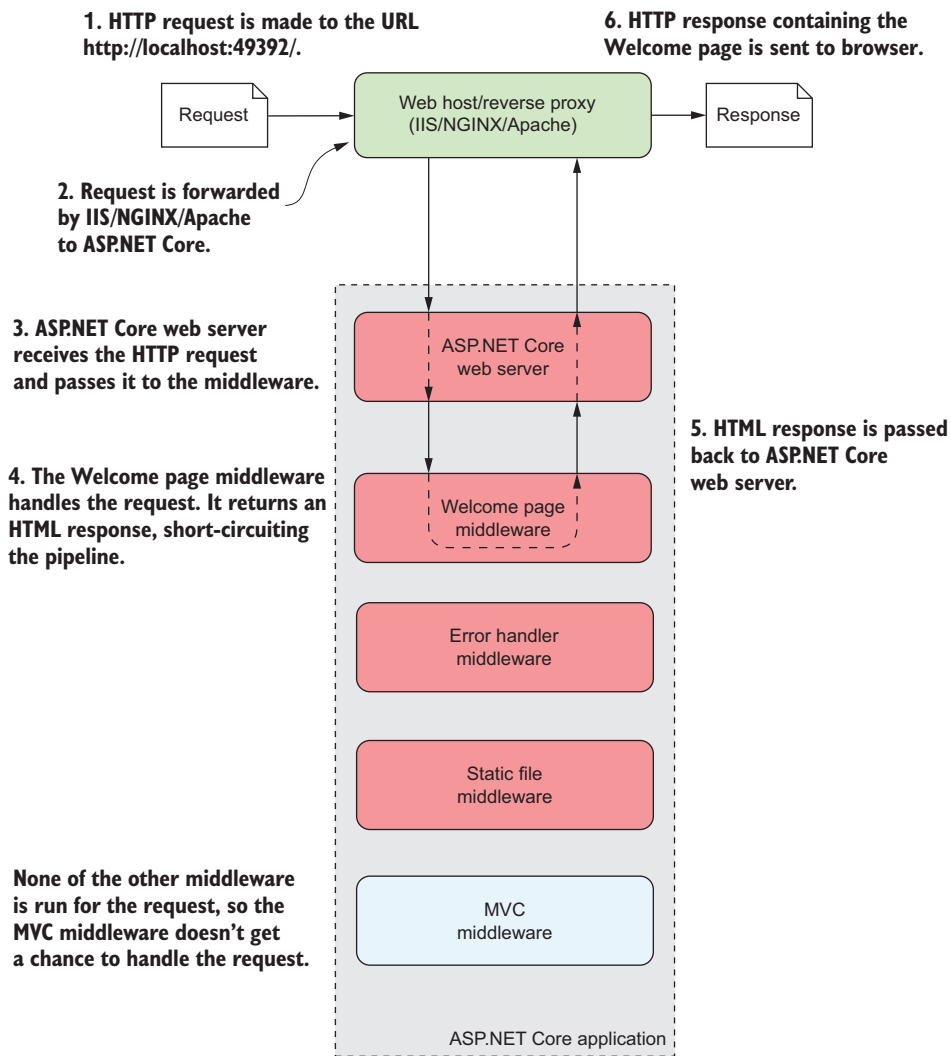 1. HTTP request is made to the URL
http://localhost:49392/.
6. HTTP response containing the
Welcome page is sent to browser.
Request
Web host/reverse proxy
(IIS/NGINX/Apache)
Response
2. Request is forwarded
by IIS/NGINX/Apache
to ASP.NET Core.
3. ASP.NET Core web server
receives the HTTP request
and passes it to the middleware.
ASP.NET Core
web server
5. HTML response is passed
back to ASP.NET Core
web server.
4. The Welcome page middleware
handles the request. It returns an
HTML response, short-circuiting
the pipeline.
Welcome page
middleware
Error handler
middleware
Static file
middleware
None of the other middleware
is run for the request, so the
MVC middleware doesn't get
a chance to handle the request.
MVC
middleware
ASP.NET Core application